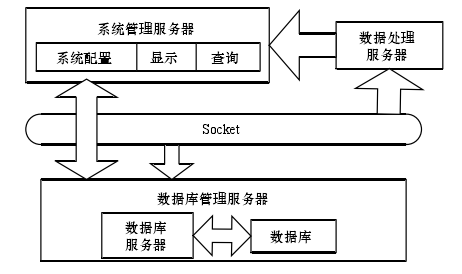 系统管理服务器
系统配置 显示 查询
数据处理
服务器
Socket
数据库管理服务器
数据库
服务器
数据库